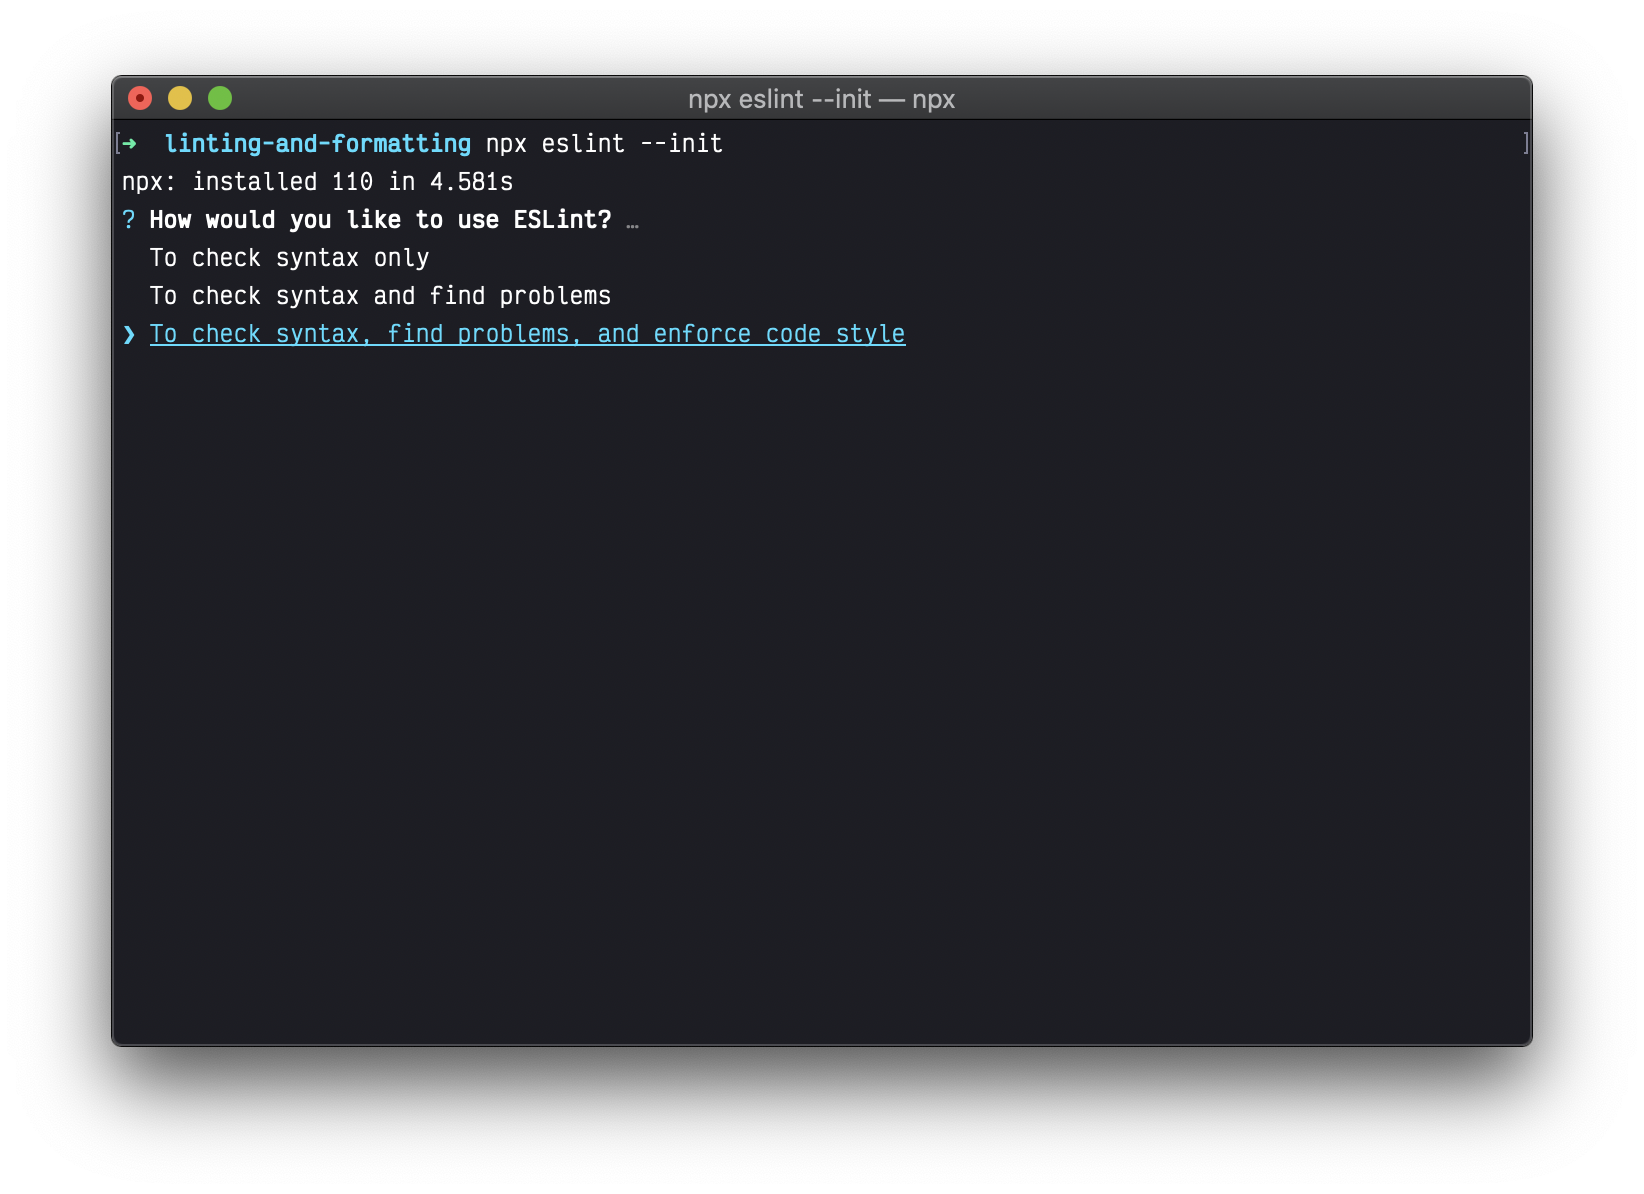 npx eslint --init — npx
[➜  linting-and-formatting npx eslint --init ]
npx: installed 110 in 4.581s
? How would you like to use ESLint? …
To check syntax only
To check syntax and find problems
❯ To check syntax, find problems, and enforce code style